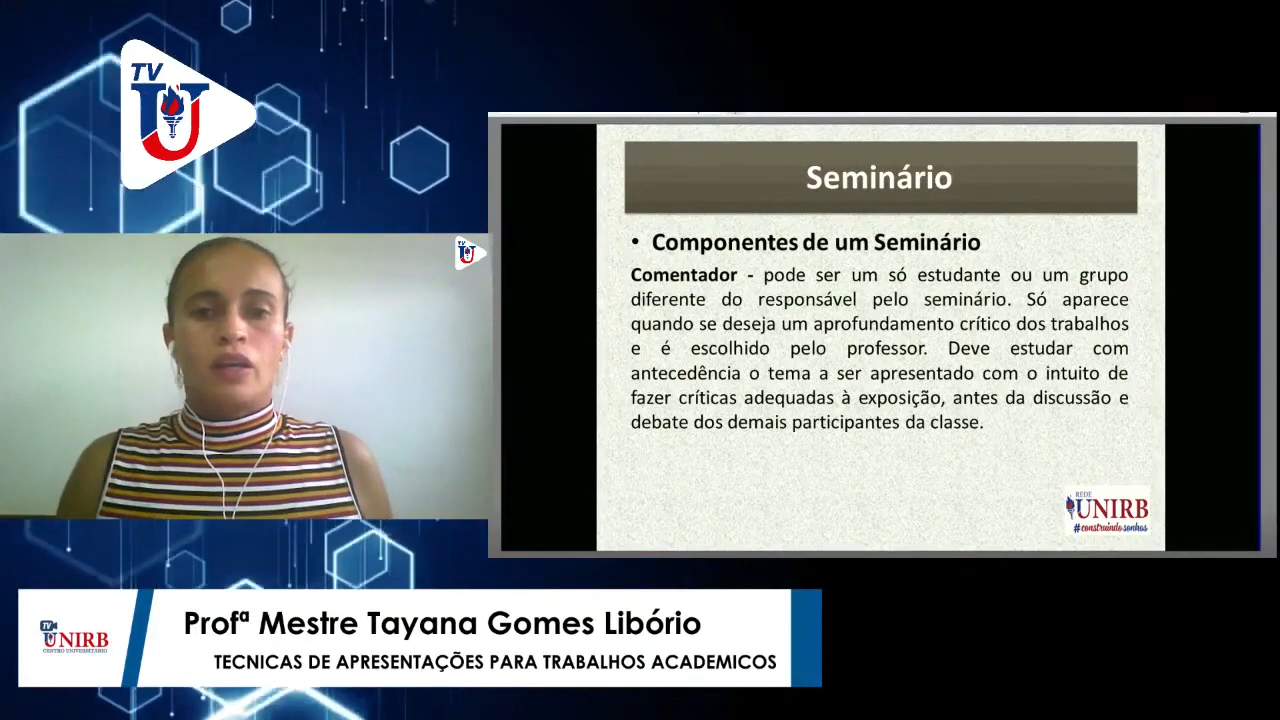 TV
U
TV
U
Seminário
• Componentes de um Seminário
Comentador - pode ser um só estudante ou um grupo
diferente do responsável pelo seminário. Só aparece
quando se deseja um aprofundamento crítico dos trabalhos
e é escolhido pelo professor. Deve estudar com
antecedência o tema a ser apresentado com o intuito de
fazer críticas adequadas à exposição, antes da discussão e
debate dos demais participantes da classe.
REDE
UNIRB
#construindosonhos
TV
UNIRB
CENTRO UNIVERSITÁRIO
Profª Mestre Tayana Gomes Libório
TECNICAS DE APRESENTAÇÕES PARA TRABALHOS ACADEMICOS